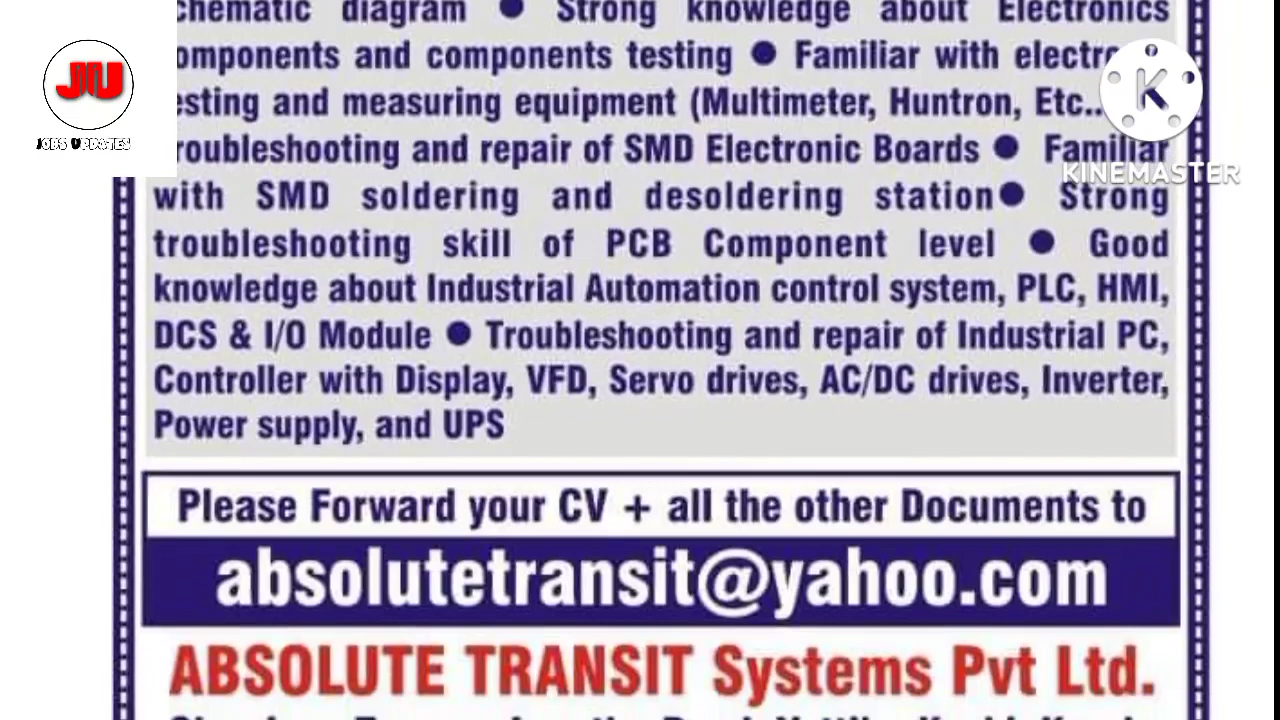 JU
JOBS UPDATES
K
KINEMASTER
chematic diagram ● Strong knowledge about Electronics
omponents and components testing ● Familiar with electro
esting and measuring equipment (Multimeter, Huntron, Etc..
roubleshooting and repair of SMD Electronic Boards ● Familiar
with SMD soldering and desoldering station● Strong
troubleshooting skill of PCB Component level ● Good
knowledge about Industrial Automation control system, PLC, HMI,
DCS & I/O Module ● Troubleshooting and repair of Industrial PC,
Controller with Display, VFD, Servo drives, AC/DC drives, Inverter,
Power supply, and UPS
Please Forward your CV + all the other Documents to
absolutetransit@yahoo.com
ABSOLUTE TRANSIT Systems Pvt Ltd.